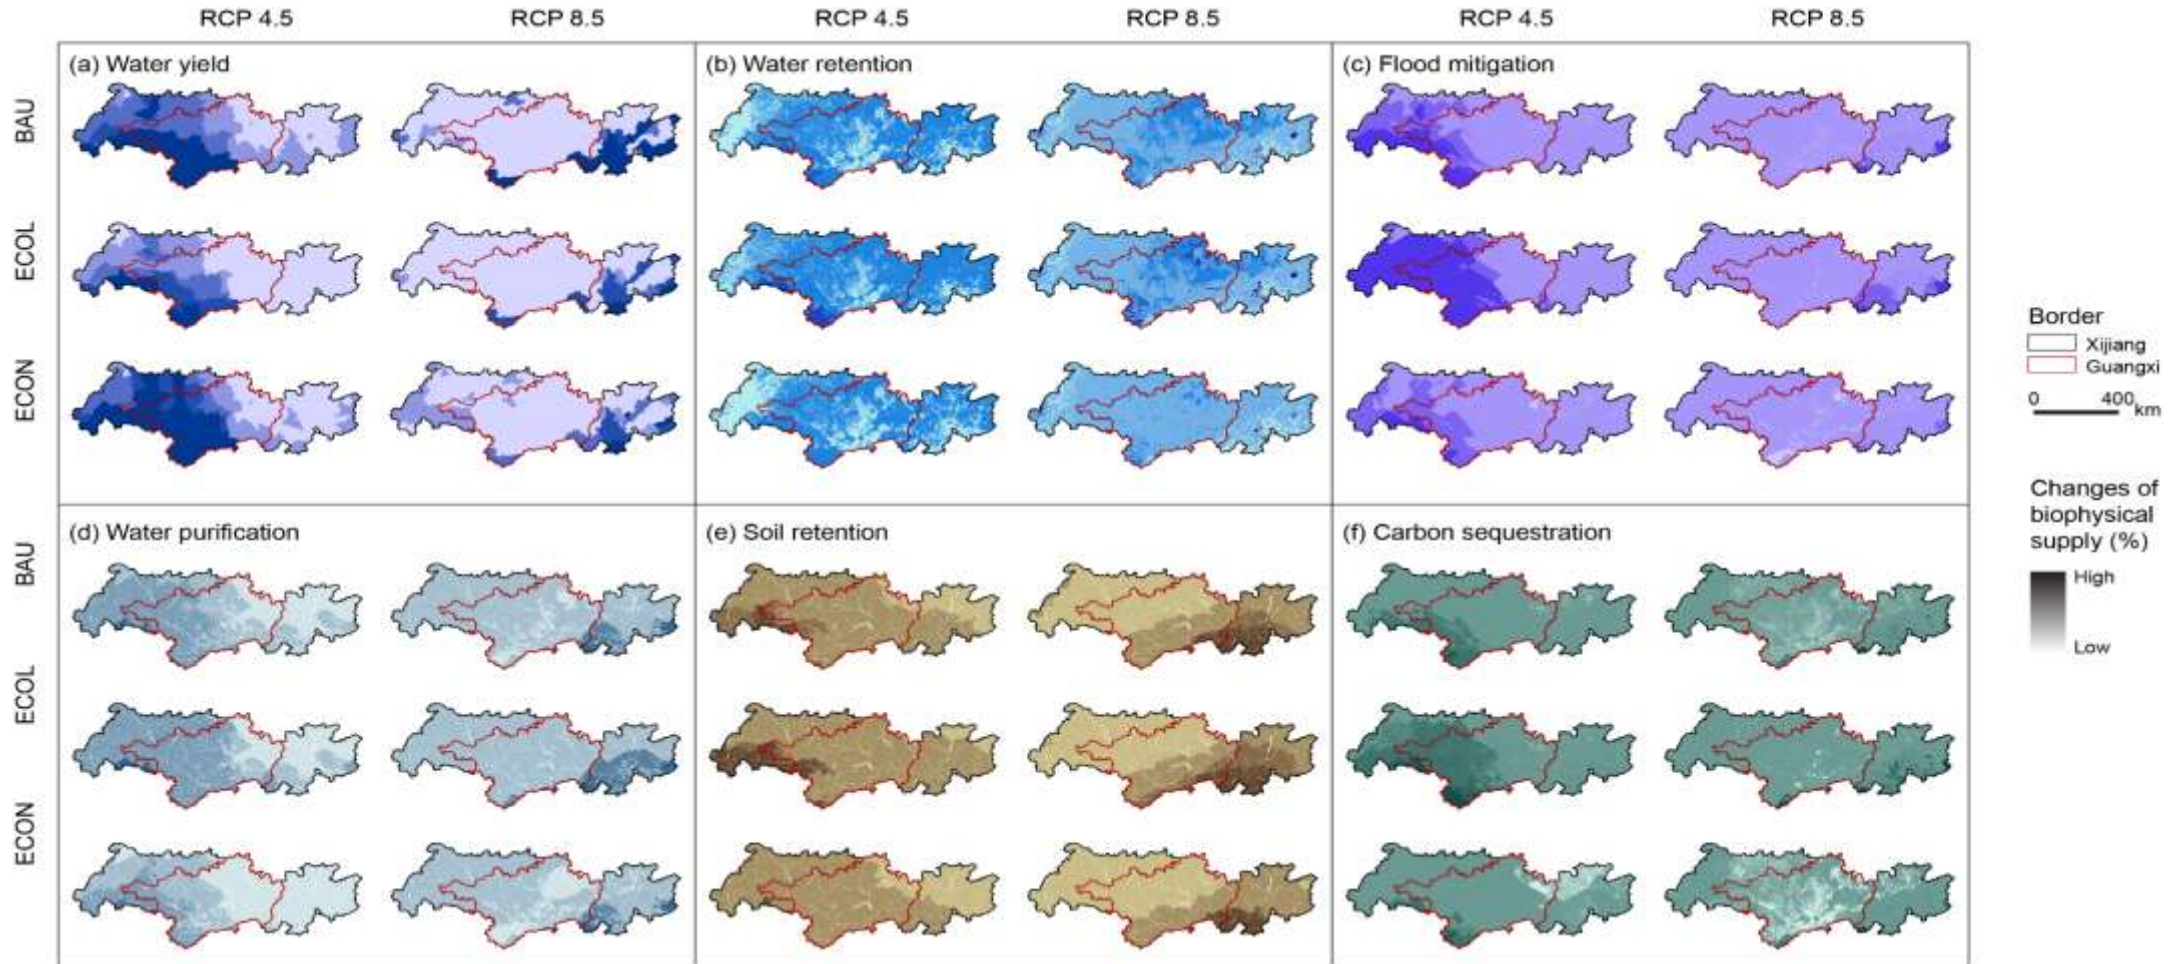 RCP 4.5 RCP 8.5 RCP 4.5 RCP 8.5 RCP 4.5 RCP 8.5
(a) Water yield (b) Water retention (c) Flood mitigation
BAU
ECOL
ECON
(d) Water purification (e) Soil retention (f) Carbon sequestration
BAU
ECOL
ECON
Border
Xijiang
Guangxi
0 400 km
Changes of
biophysical
supply (%)
High
Low